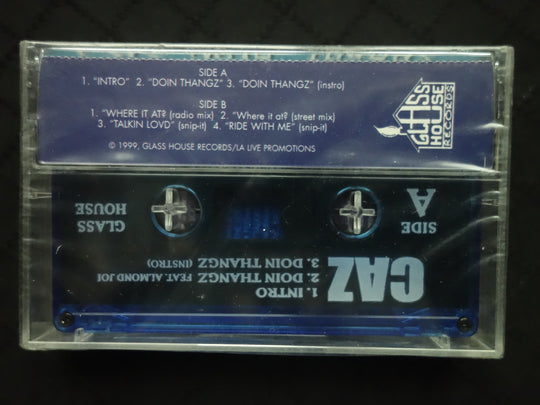 SIDE A
1. "INTRO" 2. "DOIN THANGZ" 3. "DOIN THANGZ" (instro)
SIDE B
1. "WHERE IT AT? (radio mix) 2. "Where it at? (street mix)
3. "TALKIN LOVD" (snip-it) 4. "RIDE WITH ME" (snip-it)
© 1999, GLASS HOUSE RECORDS/LA LIVE PROMOTIONS
GLASS
HOUSE
RECORDS
GLASS
HOUSE
SIDE
A
CAZ
1. INTRO
2. DOIN THANGZ FEAT. ALMOND JOI
3. DOIN THANGZ (INSTRO)